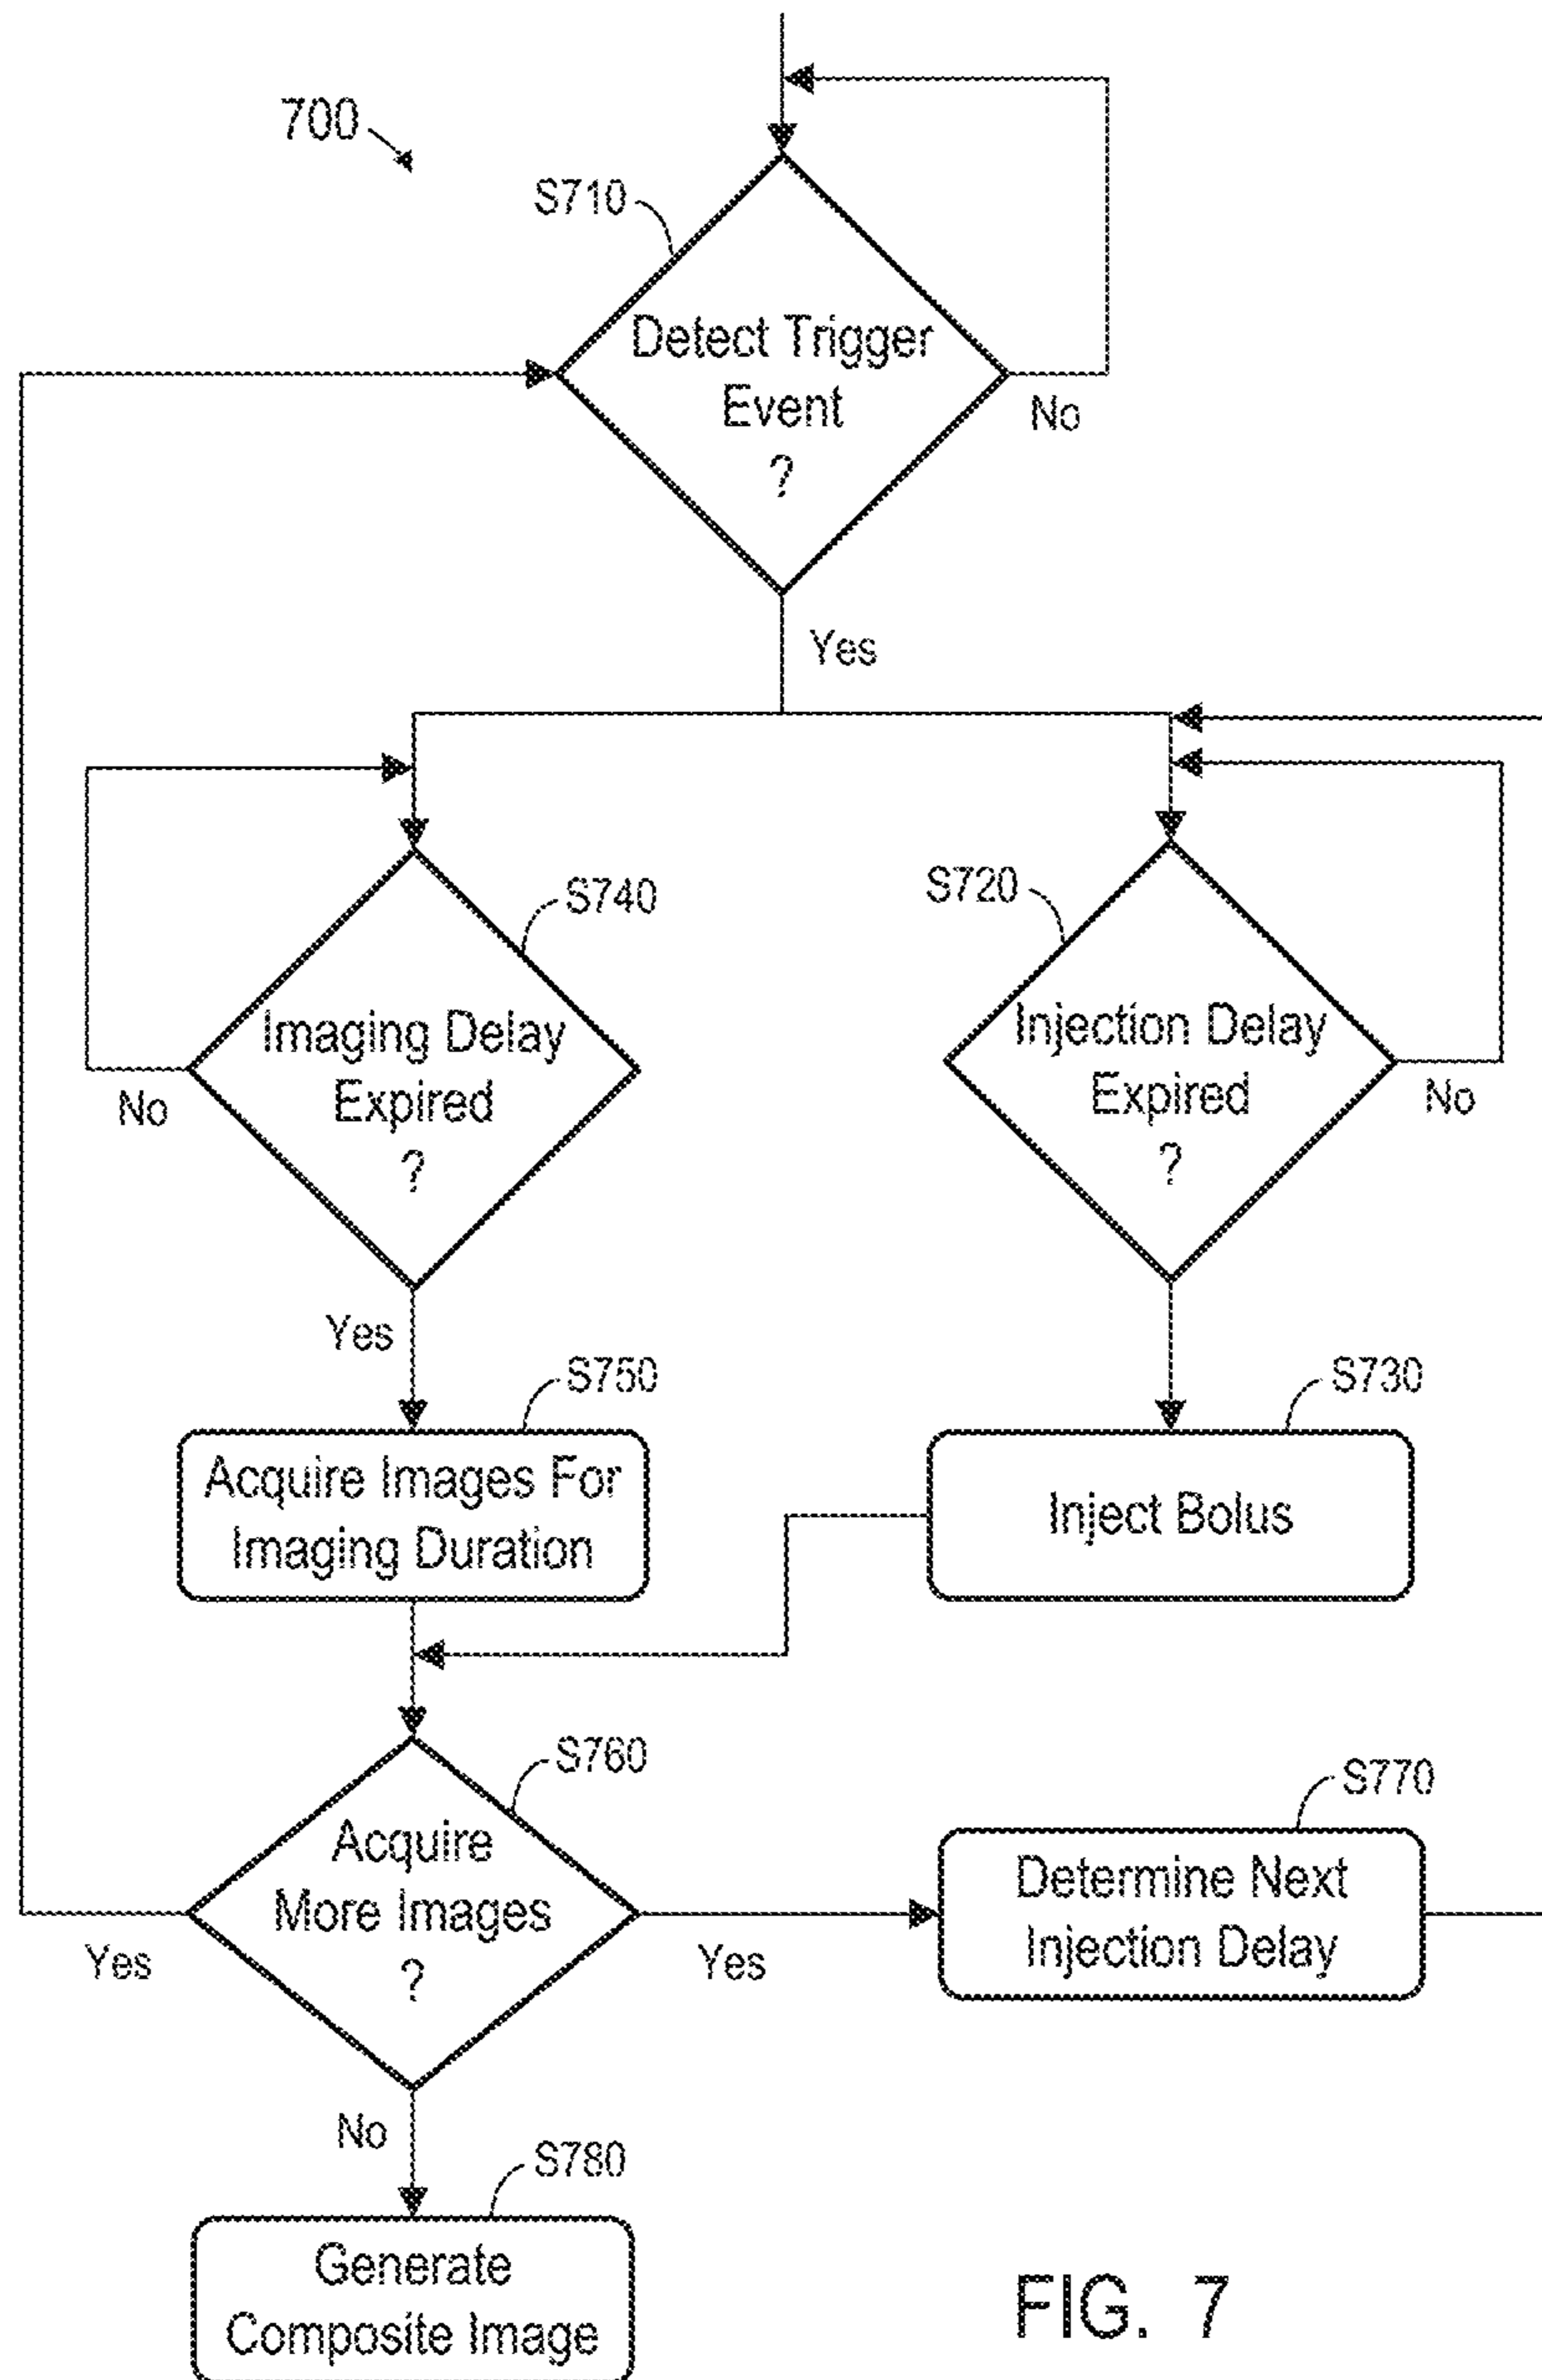 700
S710
Detect Trigger
Event
?
No
Yes
S740
Imaging Delay
Expired
?
No
Yes
S720
Injection Delay
Expired
?
No
S750
Acquire Images For
Imaging Duration
S730
Inject Bolus
S760
Acquire
More Images
?
Yes
Yes
No
S770
Determine Next
Injection Delay
S780
Generate
Composite Image
FIG. 7